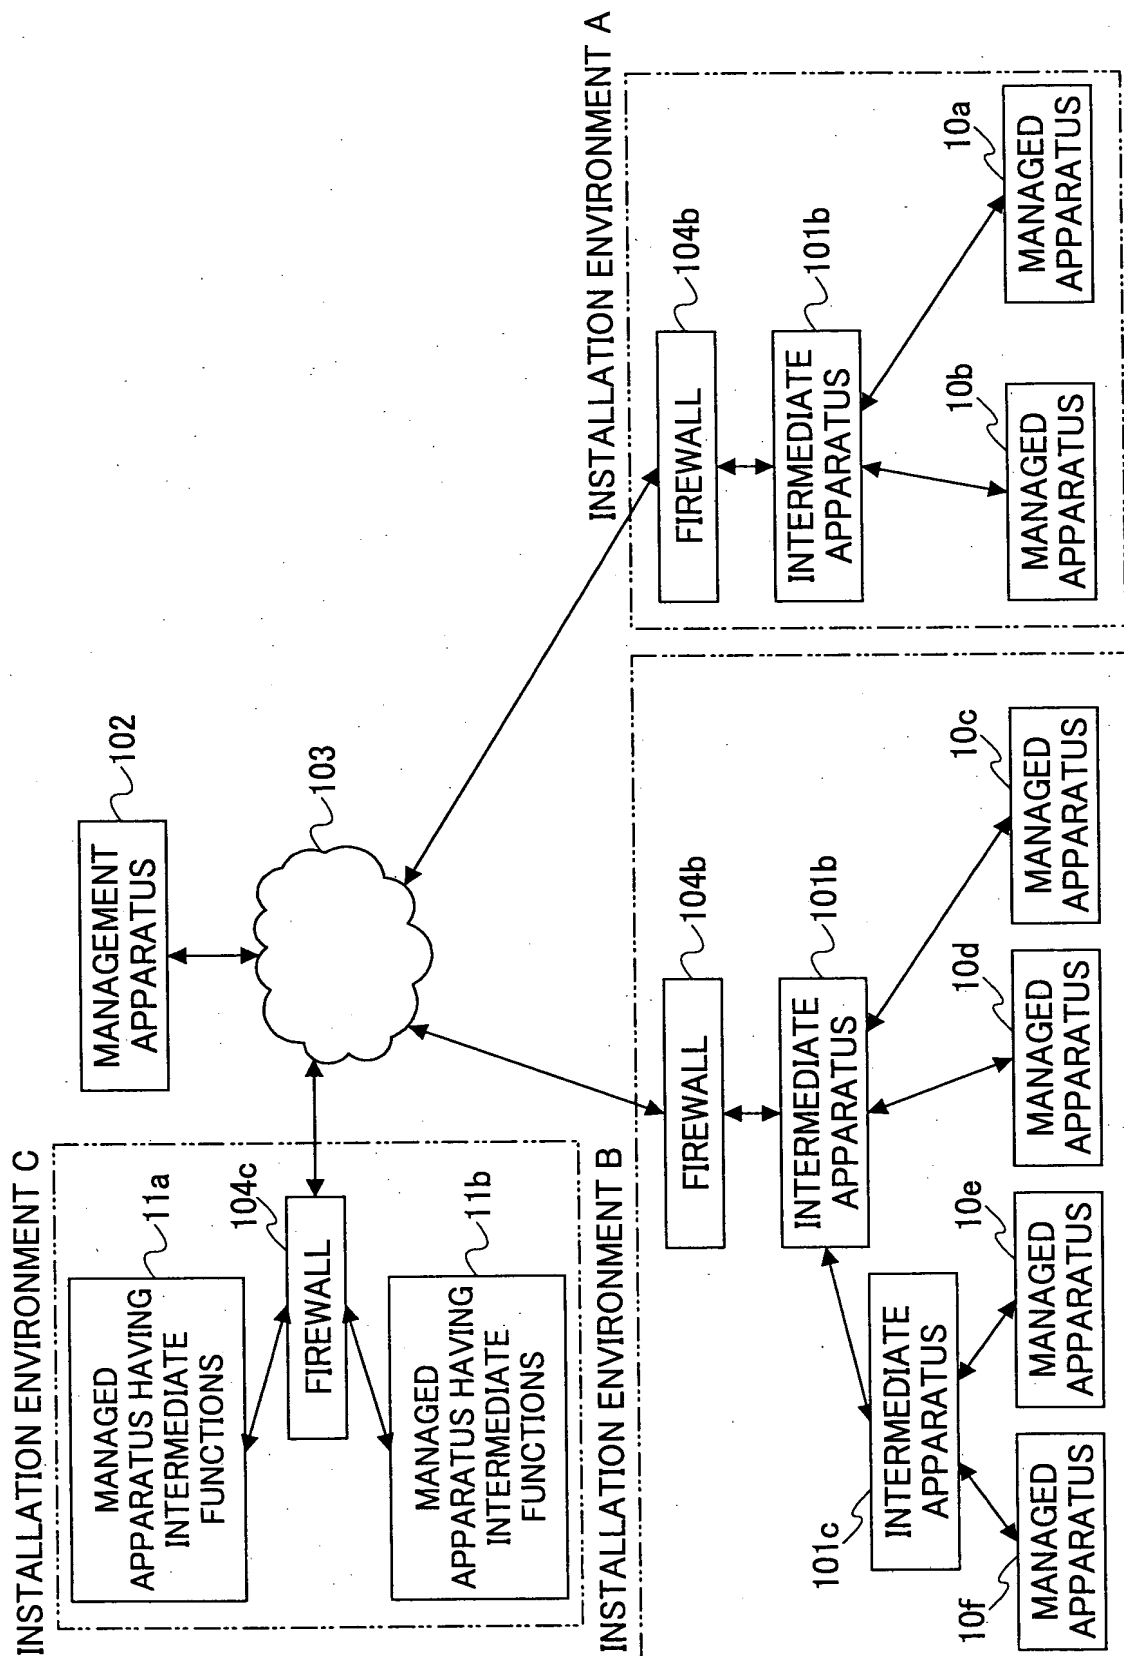 INSTALLATION ENVIRONMENT C
MANAGED
APPARATUS HAVING
INTERMEDIATE
FUNCTIONS
11a
104c
FIREWALL
MANAGED
APPARATUS HAVING
INTERMEDIATE
FUNCTIONS
11b
MANAGEMENT
APPARATUS
102
103
INSTALLATION ENVIRONMENT B
FIREWALL
104b
INTERMEDIATE
APPARATUS
101b
INTERMEDIATE
APPARATUS
101c
MANAGED
APPARATUS
10f
MANAGED
APPARATUS
10e
MANAGED
APPARATUS
10d
MANAGED
APPARATUS
10c
INSTALLATION ENVIRONMENT A
FIREWALL
104b
INTERMEDIATE
APPARATUS
101b
MANAGED
APPARATUS
10b
MANAGED
APPARATUS
10a